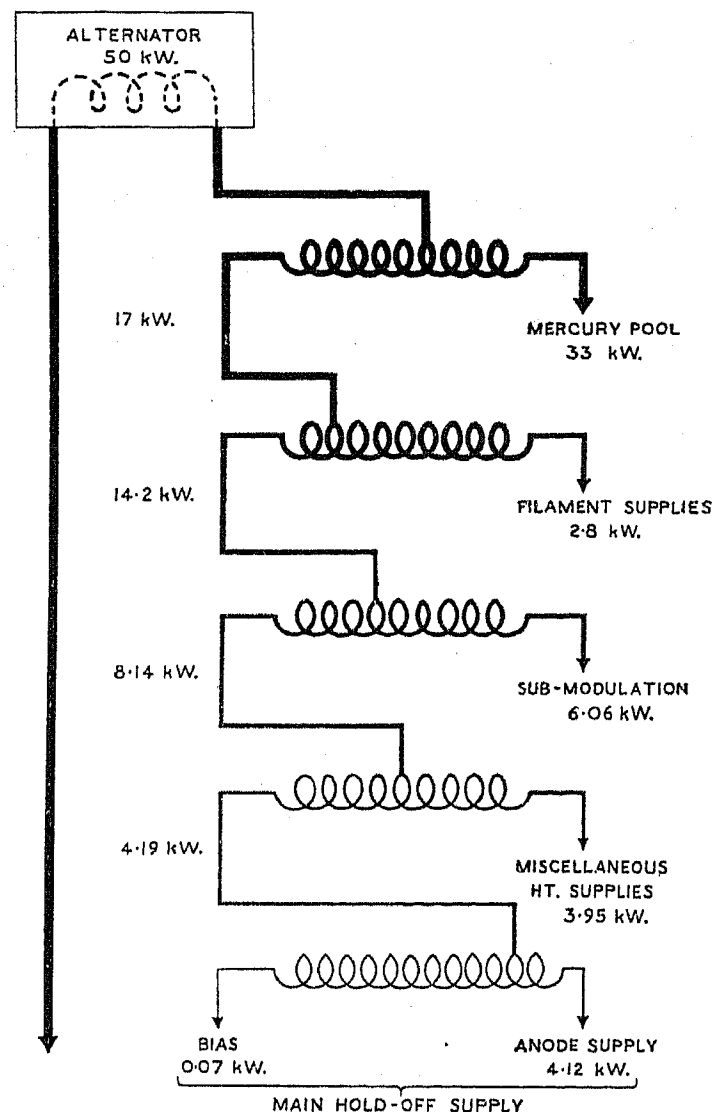 ALTERNATOR
50 kW.
17 kW.
MERCURY POOL
33 kW.
14·2 kW.
FILAMENT SUPPLIES
2·8 kW.
8·14 kW.
SUB-MODULATION
6·06 kW.
4·19 kW.
MISCELLANEOUS
HT. SUPPLIES
3·95 kW.
BIAS
0·07 kW.
ANODE SUPPLY
4·12 kW.
MAIN HOLD-OFF SUPPLY